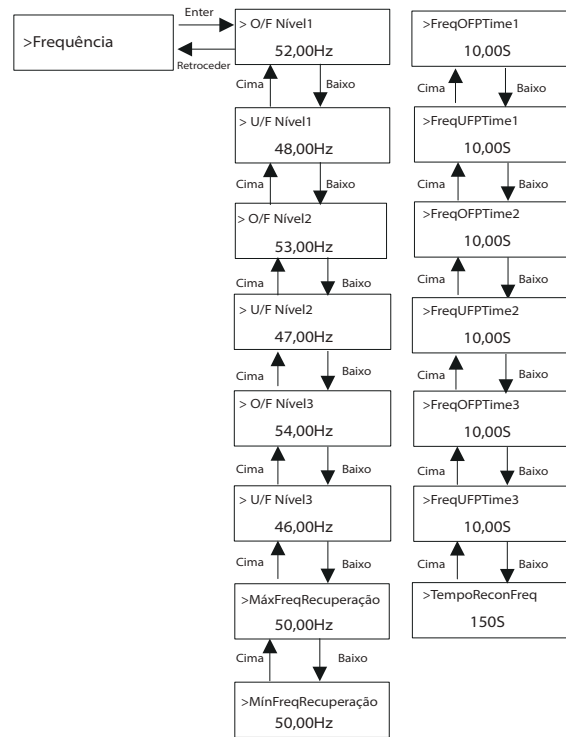 >Frequência
Enter
Retroceder
> O/F Nível1
52,00Hz
Cima
Baixo
> U/F Nível1
48,00Hz
Cima
Baixo
> O/F Nível2
53,00Hz
Cima
Baixo
> U/F Nível2
47,00Hz
Cima
Baixo
> O/F Nível3
54,00Hz
Cima
Baixo
> U/F Nível3
46,00Hz
Cima
Baixo
>MáxFreqRecuperação
50,00Hz
Cima
Baixo
>MínFreqRecuperação
50,00Hz
>FreqOFPTime1
10,00S
Cima
Baixo
>FreqUFPTime1
10,00S
Cima
Baixo
>FreqOFPTime2
10,00S
Cima
Baixo
>FreqUFPTime2
10,00S
Cima
Baixo
>FreqOFPTime3
10,00S
Cima
Baixo
>FreqUFPTime3
10,00S
Cima
Baixo
>TempoReconFreq
150S